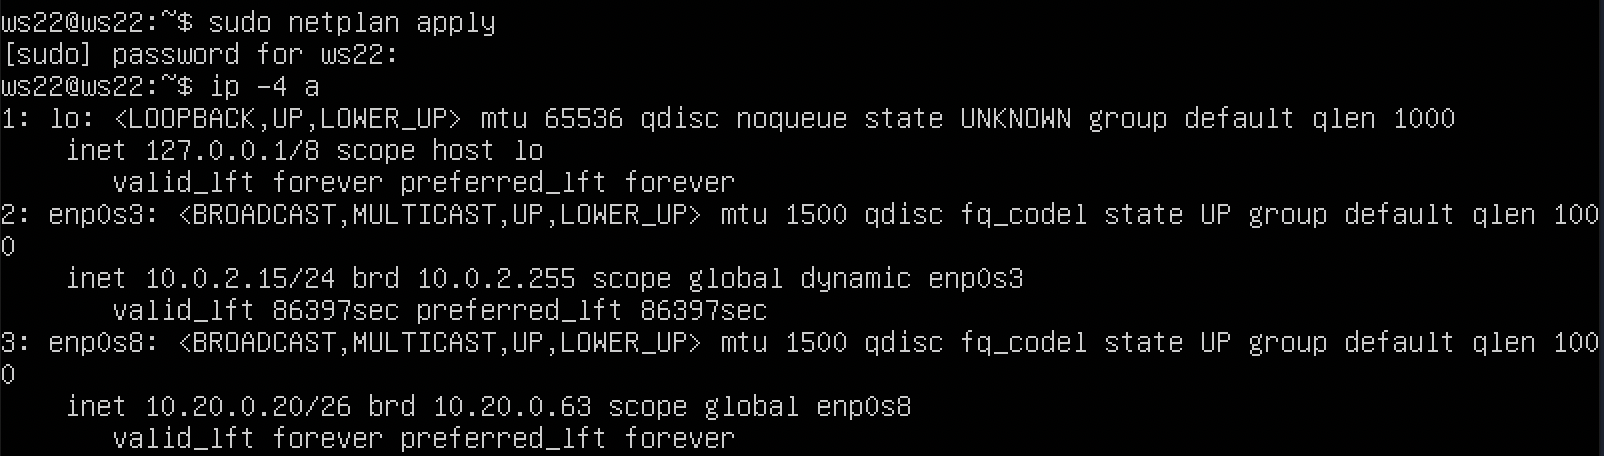 ws22@ws22:~$ sudo netplan apply
[sudo] password for ws22:
ws22@ws22:~$ ip -4 a
1: lo: <LOOPBACK,UP,LOWER_UP> mtu 65536 qdisc noqueue state UNKNOWN group default qlen 1000
    inet 127.0.0.1/8 scope host lo
       valid_lft forever preferred_lft forever
2: enp0s3: <BROADCAST,MULTICAST,UP,LOWER_UP> mtu 1500 qdisc fq_codel state UP group default qlen 100
0
    inet 10.0.2.15/24 brd 10.0.2.255 scope global dynamic enp0s3
       valid_lft 86397sec preferred_lft 86397sec
3: enp0s8: <BROADCAST,MULTICAST,UP,LOWER_UP> mtu 1500 qdisc fq_codel state UP group default qlen 100
0
    inet 10.20.0.20/26 brd 10.20.0.63 scope global enp0s8
       valid_lft forever preferred_lft forever